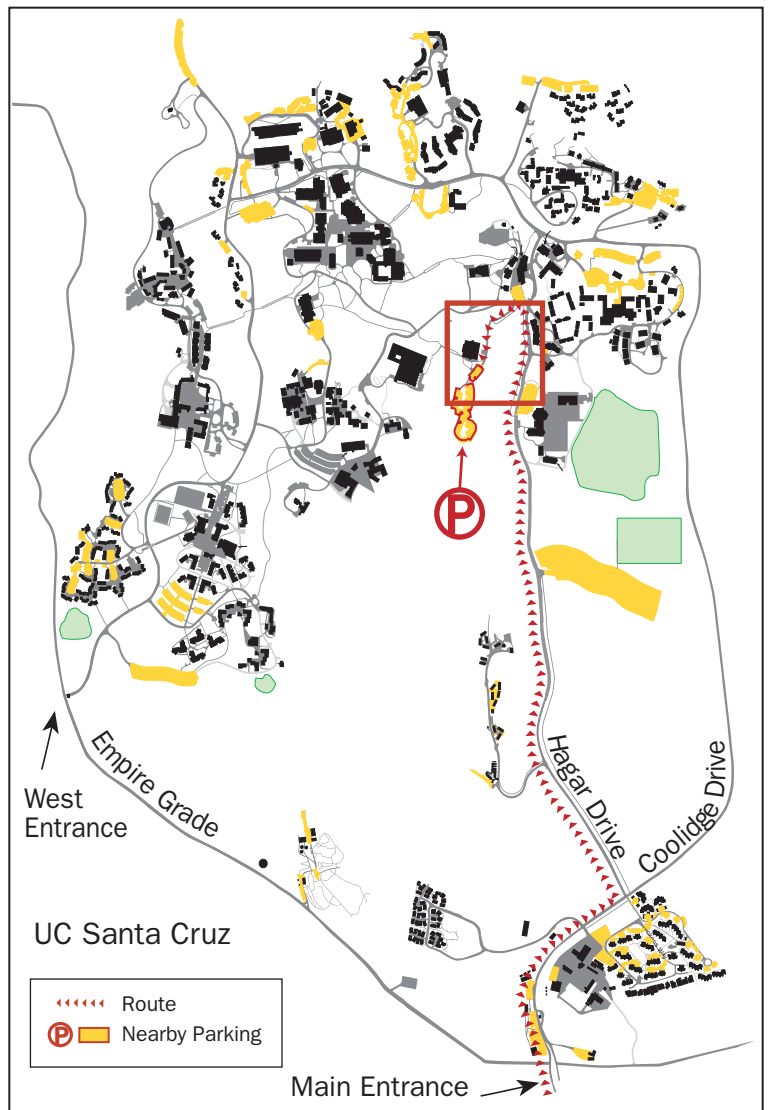 P
West
Entrance
Empire Grade
Hagar Drive
Coolidge Drive
UC Santa Cruz
Route
P Nearby Parking
Main Entrance